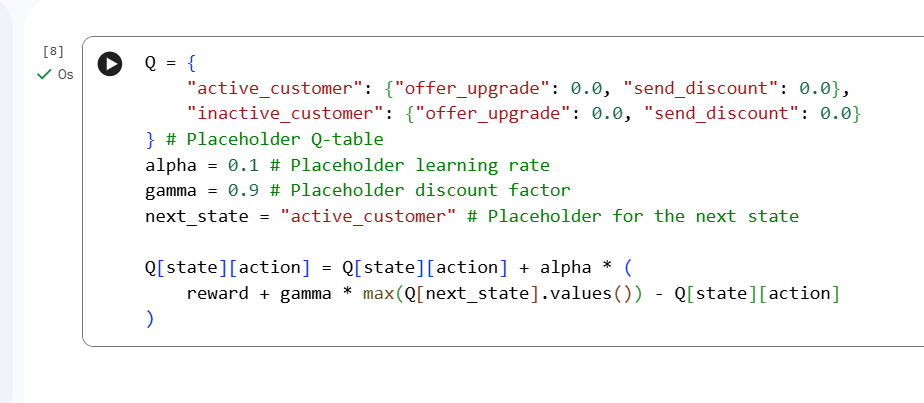 [8]
0s
Q = {
    "active_customer": {"offer_upgrade": 0.0, "send_discount": 0.0},
    "inactive_customer": {"offer_upgrade": 0.0, "send_discount": 0.0}
} # Placeholder Q-table
alpha = 0.1 # Placeholder learning rate
gamma = 0.9 # Placeholder discount factor
next_state = "active_customer" # Placeholder for the next state

Q[state][action] = Q[state][action] + alpha * (
    reward + gamma * max(Q[next_state].values()) - Q[state][action]
)